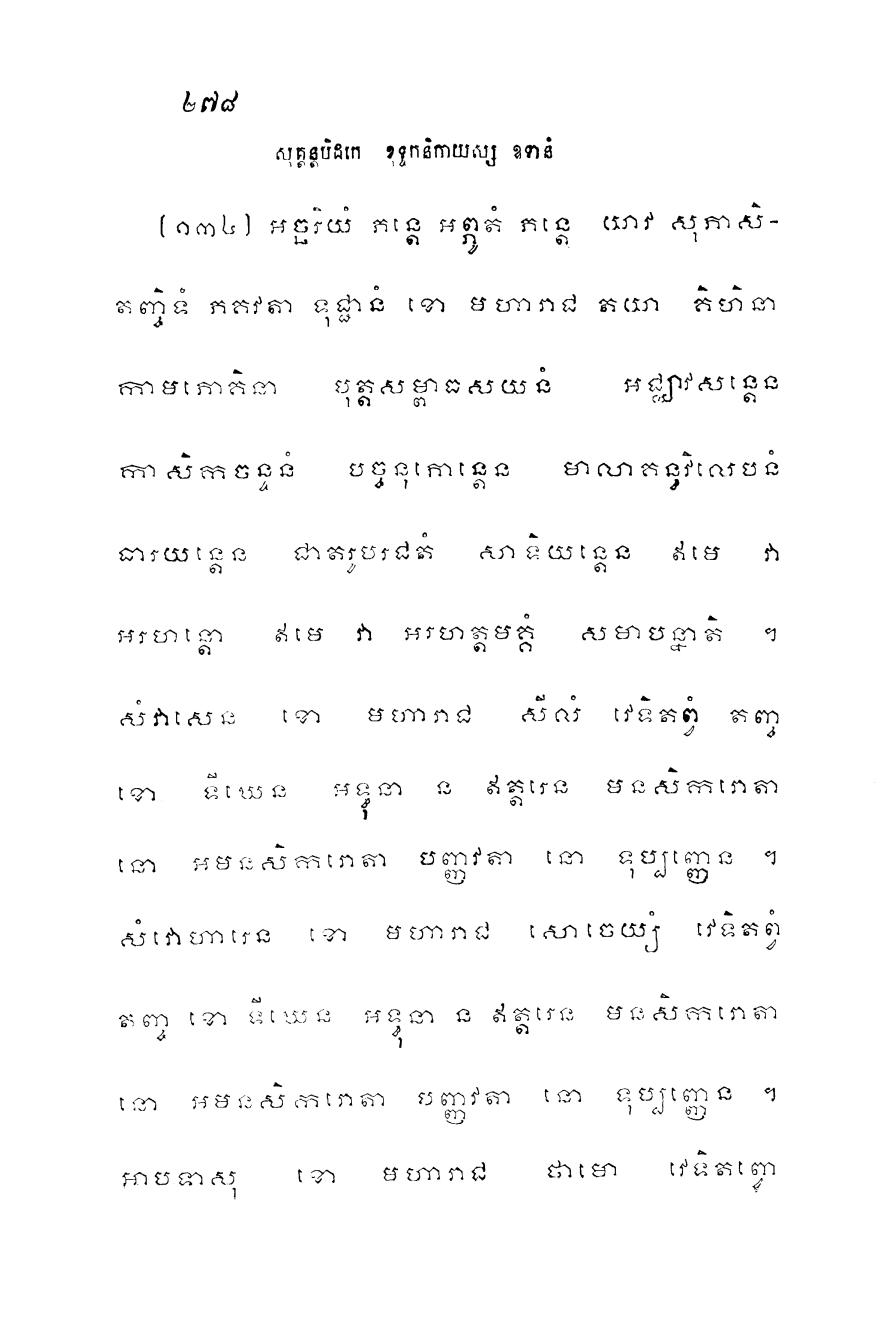 ២៧៨
សុត្តន្តបិដកេ ខុទ្ទកនិកាយស្ស ឧទានំ
(១៣៤) អច្ឆរិយំ ភន្តេ អព្ភូតំ ភន្តេ យាវ សុភាសិ-
តញ្ចិទំ ភគវតា ទុជ្ជានំ ខោ មហារាជ តយា គិហិនា
កាមភោគិនា បុត្តសម្ពាធសយនំ អជ្ឈាវសន្តេន
កាសិកចន្ទនំ បច្ចនុភោន្តេន មាលាគន្ធវិលេបនំ
ធារយន្តេន ជាតរូបរជតំ សាទិយន្តេន ឥមេ វា
អរហន្តោ ឥមេ វា អរហត្តមគ្គំ សមាបន្នាតិ ។
សំវាសេន ខោ មហារាជ សីលំ វេទិតព្វំ តញ្ច
ខោ ទីឃេន អទ្ធុនា ន ឥត្តរេន មនសិការោតា
នោ អមនសិការោតា បញ្ញវតា នោ ទុប្បញ្ញេន ។
សំវោហារេន ខោ មហារាជ សោចេយ្យំ វេទិតព្វំ
តញ្ច ខោ ទីឃេន អទ្ធុនា ន ឥត្តរេន មនសិការោតា
នោ អមនសិការោតា បញ្ញវតា នោ ទុប្បញ្ញេន ។
អាបទាសុ ខោ មហារាជ ថាមោ វេទិតព្វោ